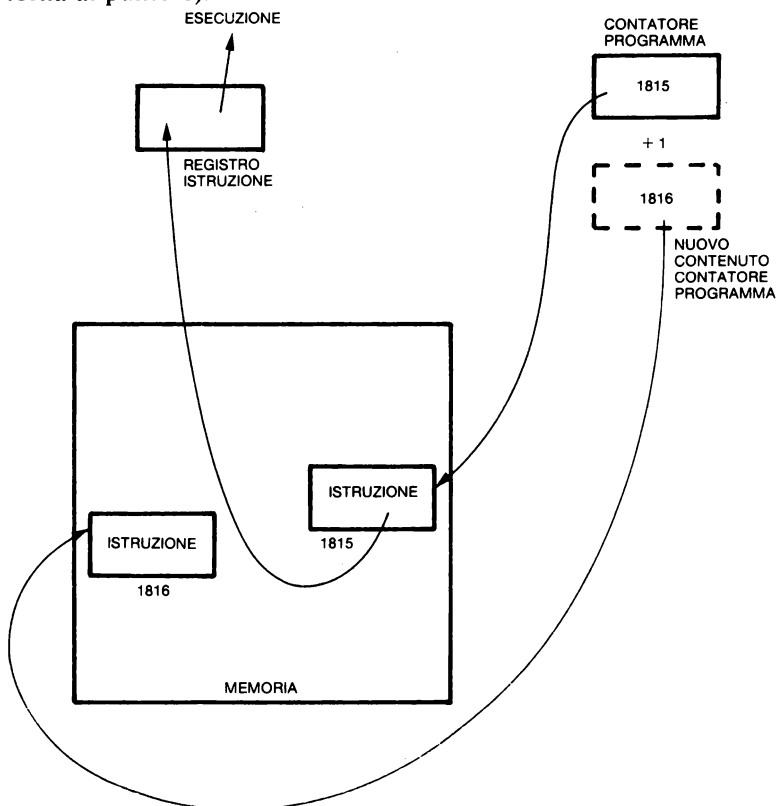 ESECUZIONE
CONTATORE
PROGRAMMA
1815
+ 1
REGISTRO
ISTRUZIONE
1816
NUOVO
CONTENUTO
CONTATORE
PROGRAMMA
ISTRUZIONE
1815
ISTRUZIONE
1816
MEMORIA